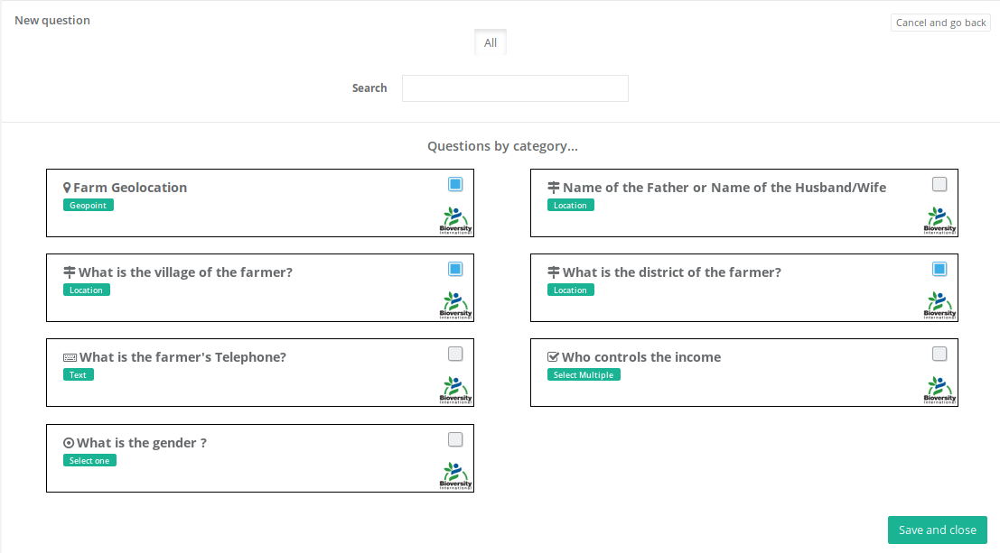 New question
Cancel and go back
All
Search
Questions by category...
Farm Geolocation
Geopoint
Bioversity
International
Name of the Father or Name of the Husband/Wife
Location
Bioversity
International
What is the village of the farmer?
Location
Bioversity
International
What is the district of the farmer?
Location
Bioversity
International
What is the farmer's Telephone?
Text
Bioversity
International
Who controls the income
Select Multiple
Bioversity
International
What is the gender ?
Select one
Bioversity
International
Save and close